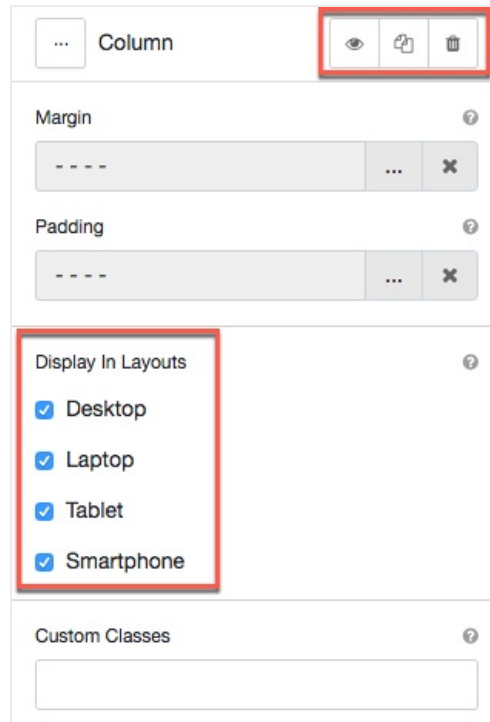 ... Column
Margin
- - - - ...
Padding
- - - - ...
Display In Layouts
Desktop
Laptop
Tablet
Smartphone
Custom Classes